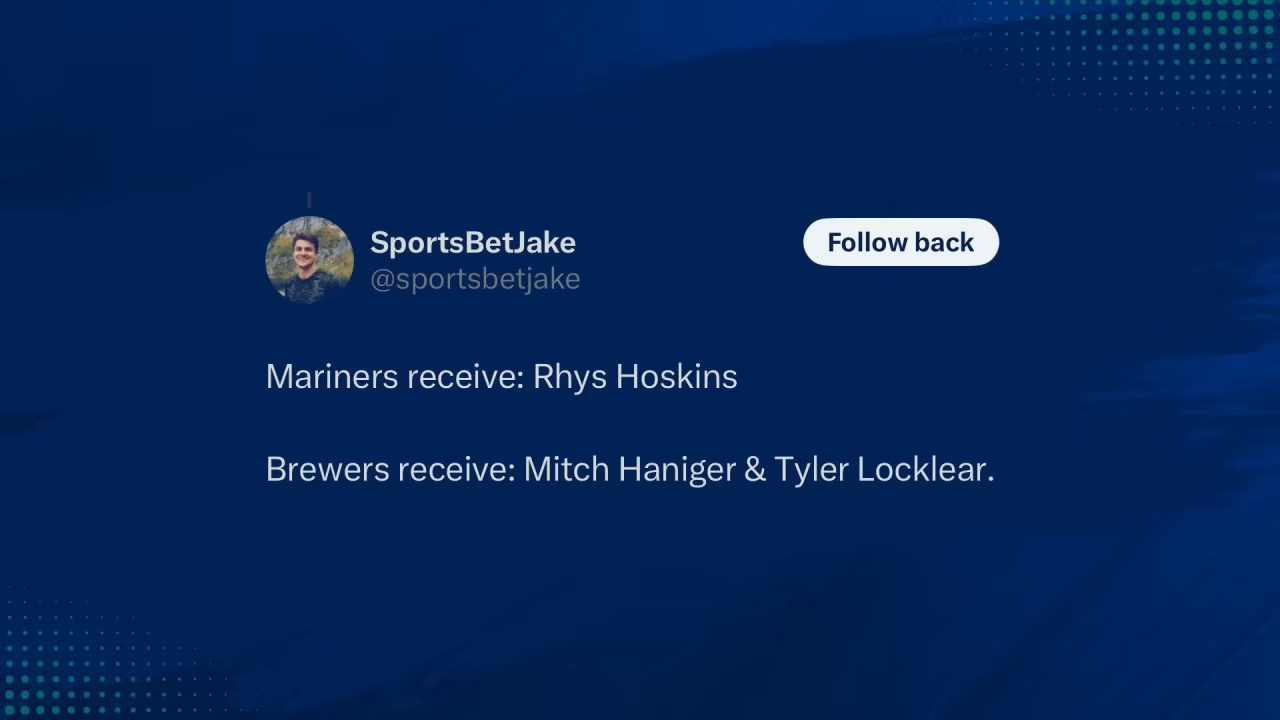 SportsBetJake
Follow back
@sportsbetjake
Mariners receive: Rhys Hoskins
Brewers receive: Mitch Haniger & Tyler Locklear.